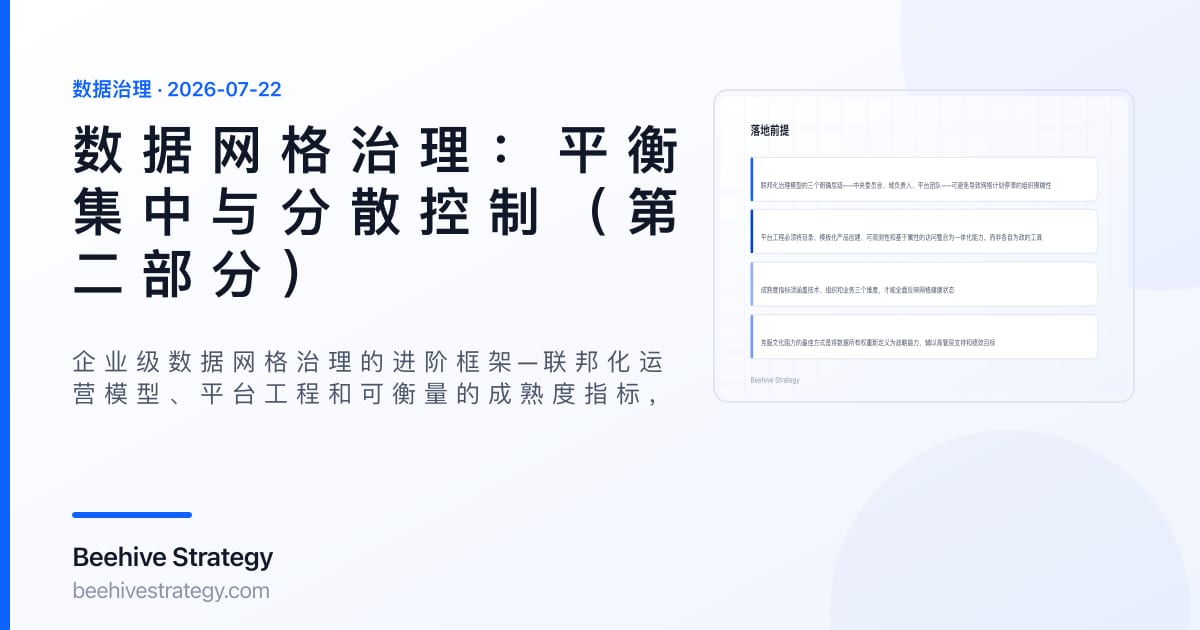 数据治理 · 2026-07-22
数据网格治理：平衡
集中与分散控制（第
二部分）
企业级数据网格治理的进阶框架—联邦化运
营模型、平台工程和可衡量的成熟度指标，
Beehive Strategy
beehivestrategy.com
落地前提
联邦化治理模型的三个明确层级——中央委员会、域负责人、平台团队——可避免导致网格计划停滞的组织模糊性
平台工程必须将目录、模板化产品创建、可观测性和基于属性的访问整合为一体化能力，而非各自为政的工具
成熟度指标须涵盖技术、组织和业务三个维度，才能全面反映网格健康状态
克服文化阻力的最佳方式是将数据所有权重新定义为战略能力，辅以高管层支持和绩效目标
Beehive Strategy